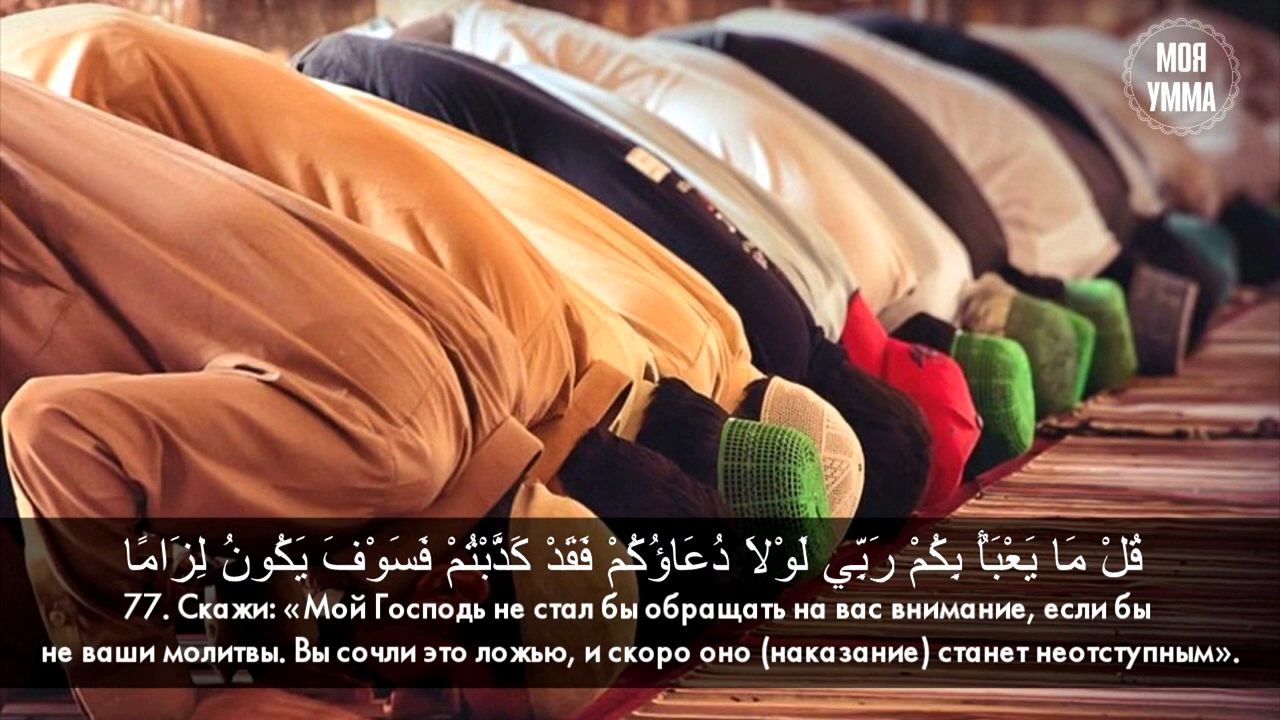 МОЯ
УММА
قُلْ مَا يَعْبَأُ بِكُمْ رَبِّي لَوْلَا دُعَاؤُكُمْ فَقَدْ كَذَّبْتُمْ فَسَوْفَ يَكُونُ لِزَامًا
77. Скажи: «Мой Господь не стал бы обращать на вас внимание, если бы
не ваши молитвы. Вы сочли это ложью, и скоро оно (наказание) станет неотступным».